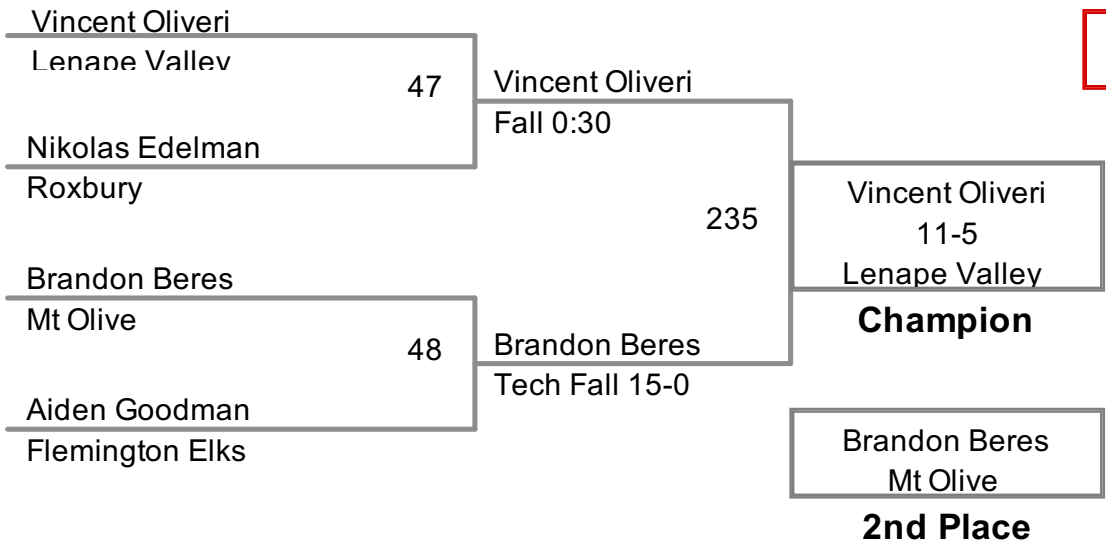 Vincent Oliveri
Lenape Valley
47
Vincent Oliveri
Fall 0:30
Nikolas Edelman
Roxbury
235
Vincent Oliveri
11-5
Lenape Valley
Champion
Brandon Beres
Mt Olive
48
Brandon Beres
Tech Fall 15-0
Aiden Goodman
Flemington Elks
Brandon Beres
Mt Olive
2nd Place